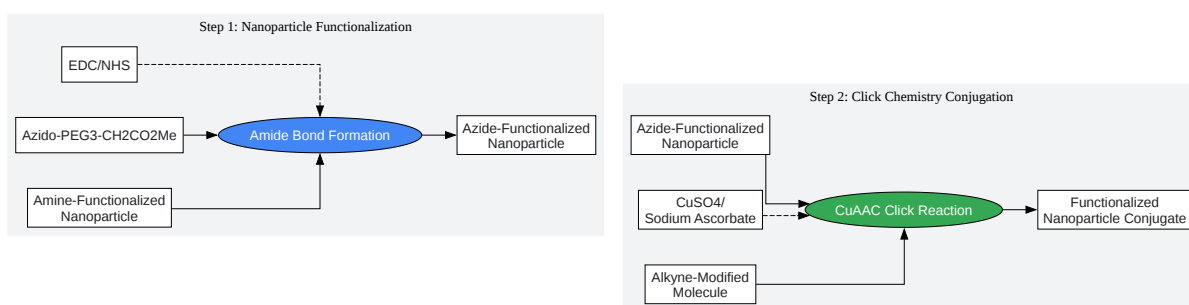 Step 1: Nanoparticle Functionalization
EDC/NHS
Azido-PEG3-CH2CO2Me
Amide Bond Formation
Azide-Functionalized
Nanoparticle
Amine-Functionalized
Nanoparticle
Step 2: Click Chemistry Conjugation
Azide-Functionalized
Nanoparticle
CuSO4/
Sodium Ascorbate
CuAAC Click Reaction
Functionalized
Nanoparticle Conjugate
Alkyne-Modified
Molecule